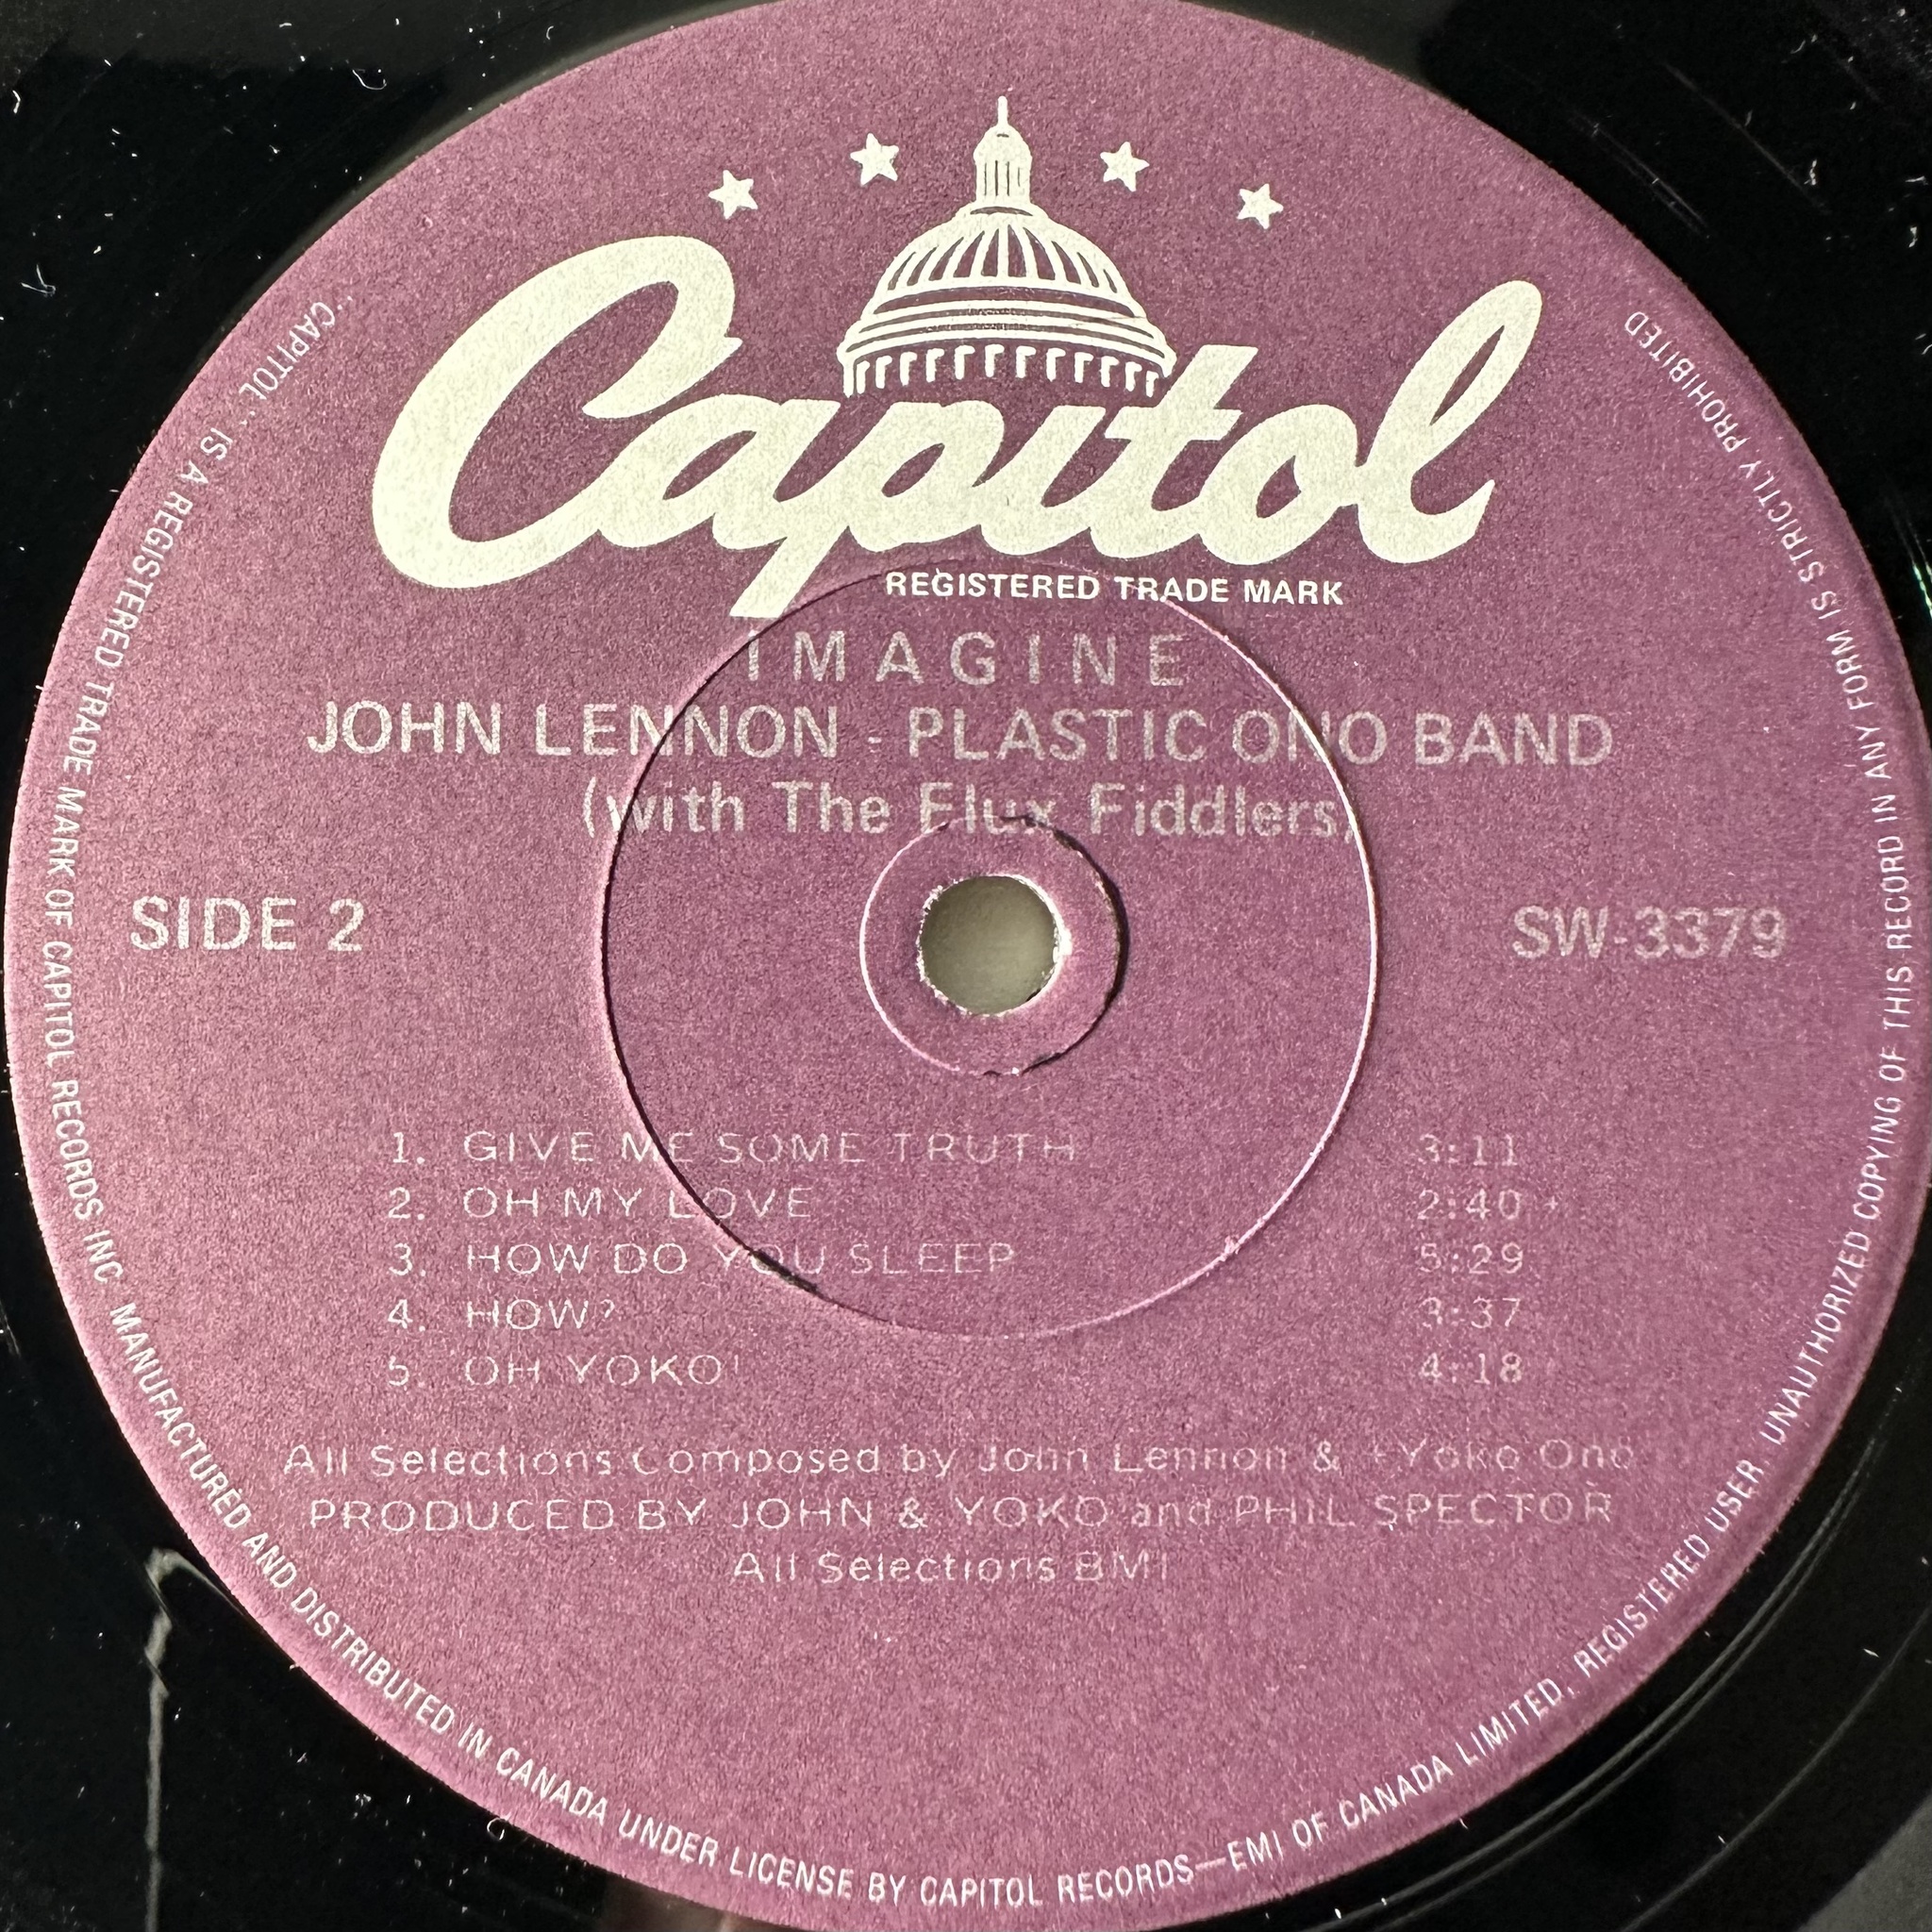 Capitol
REGISTERED TRADE MARK
IMAGINE
JOHN LENNON - PLASTIC ONO BAND
(with The Flux Fiddlers)
SIDE 2
SW-3379
1. GIVE ME SOME TRUTH 3:11
2. OH MY LOVE 2:40 +
3. HOW DO YOU SLEEP 5:29
4. HOW? 3:37
5. OH YOKO! 4:18
All Selections Composed by John Lennon & +Yoko Ono
PRODUCED BY JOHN & YOKO and PHIL SPECTOR
All Selections BMI
"CAPITOL" IS A REGISTERED TRADE MARK OF CAPITOL RECORDS INC. MANUFACTURED AND DISTRIBUTED IN CANADA UNDER LICENSE BY CAPITOL RECORDS—EMI OF CANADA LIMITED, REGISTERED USER. UNAUTHORIZED COPYING OF THIS RECORD IN ANY FORM IS STRICTLY PROHIBITED